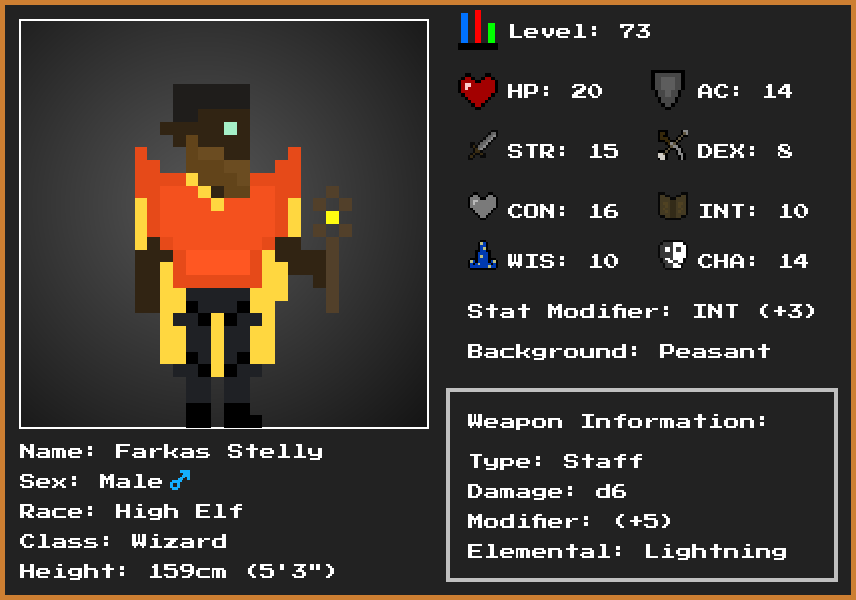 Level: 73
HP: 20 AC: 14
STR: 15 DEX: 8
CON: 16 INT: 10
WIS: 10 CHA: 14
Stat Modifier: INT (+3)
Background: Peasant
Weapon Information:
Type: Staff
Damage: d6
Modifier: (+5)
Elemental: Lightning
Name: Farkas Stelly
Sex: Male♂
Race: High Elf
Class: Wizard
Height: 159cm (5'3")